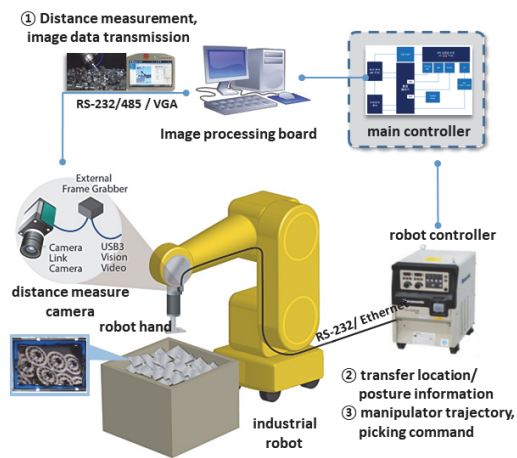 ① Distance measurement,
image data transmission
RS-232/485 / VGA
Image processing board
main controller
External
Frame Grabber
Camera
Link
Camera
USB3
Vision
Video
distance measure
camera
robot hand
robot controller
RS-232/ Ethernet
② transfer location/
posture information
③ manipulator trajectory,
picking command
industrial
robot